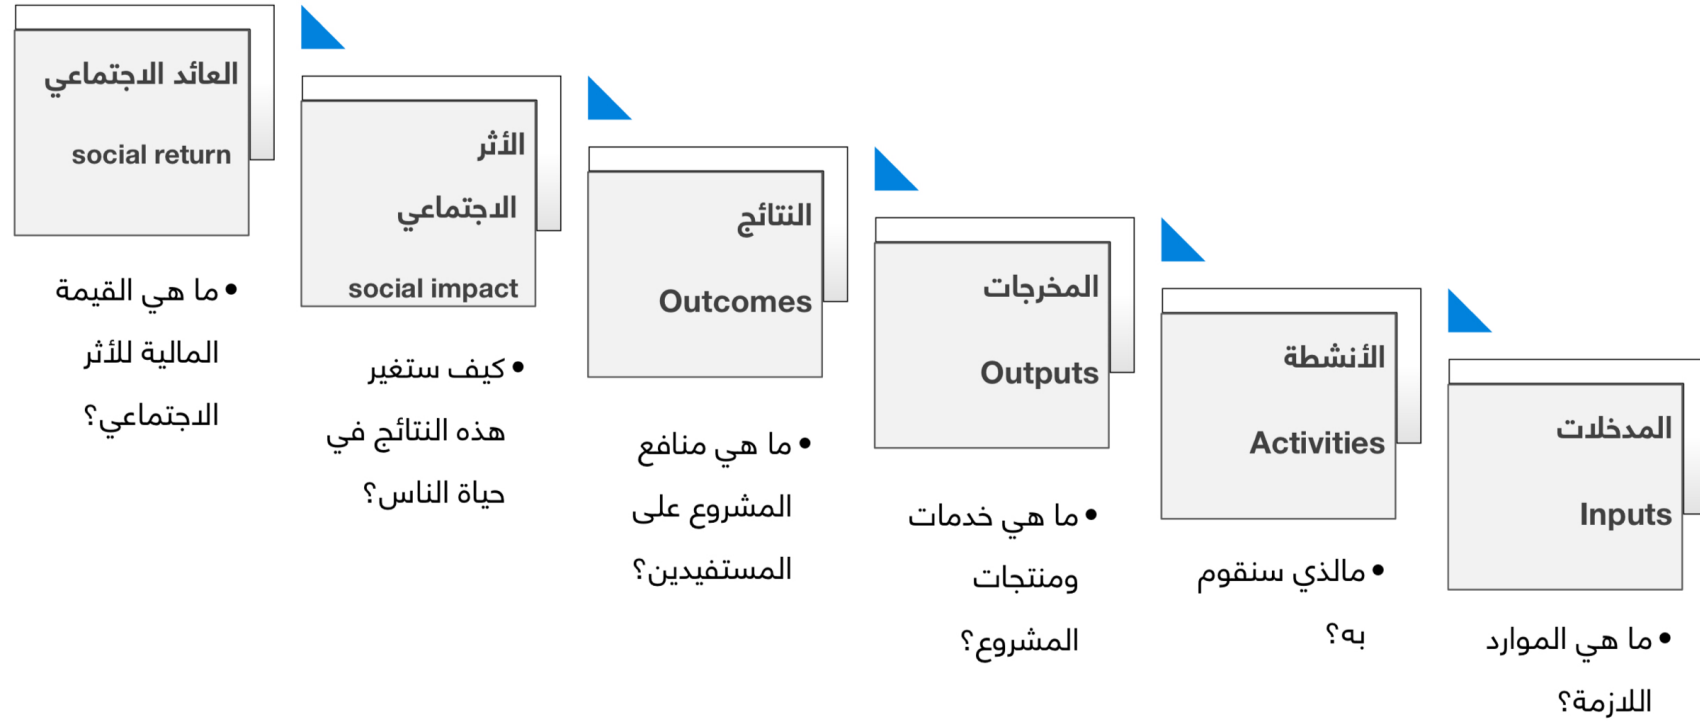 المدخلات
Inputs
• ما هي الموارد
اللازمة؟
الأنشطة
Activities
• مالذي سنقوم
به؟
المخرجات
Outputs
• ما هي خدمات
ومنتجات
المشروع؟
النتائج
Outcomes
• ما هي منافع
المشروع على
المستفيدين؟
الأثر
الاجتماعي
social impact
• كيف ستغير
هذه النتائج في
حياة الناس؟
العائد الاجتماعي
social return
• ما هي القيمة
المالية للأثر
الاجتماعي؟